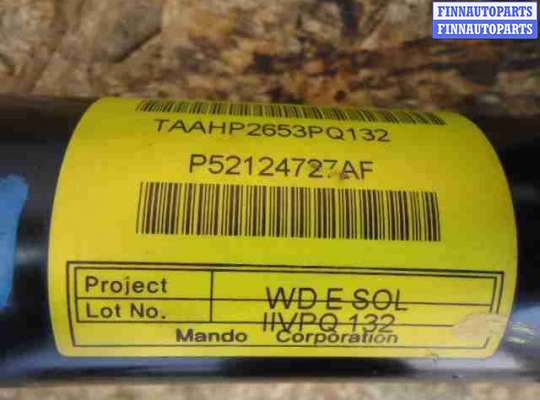 FINNAUTOPARTS
FINNAUTOPARTS
TAAHP2653PQ132
P52124727AF
Project WD E SOL
Lot No. IIVPQ 132
Mando Corporation